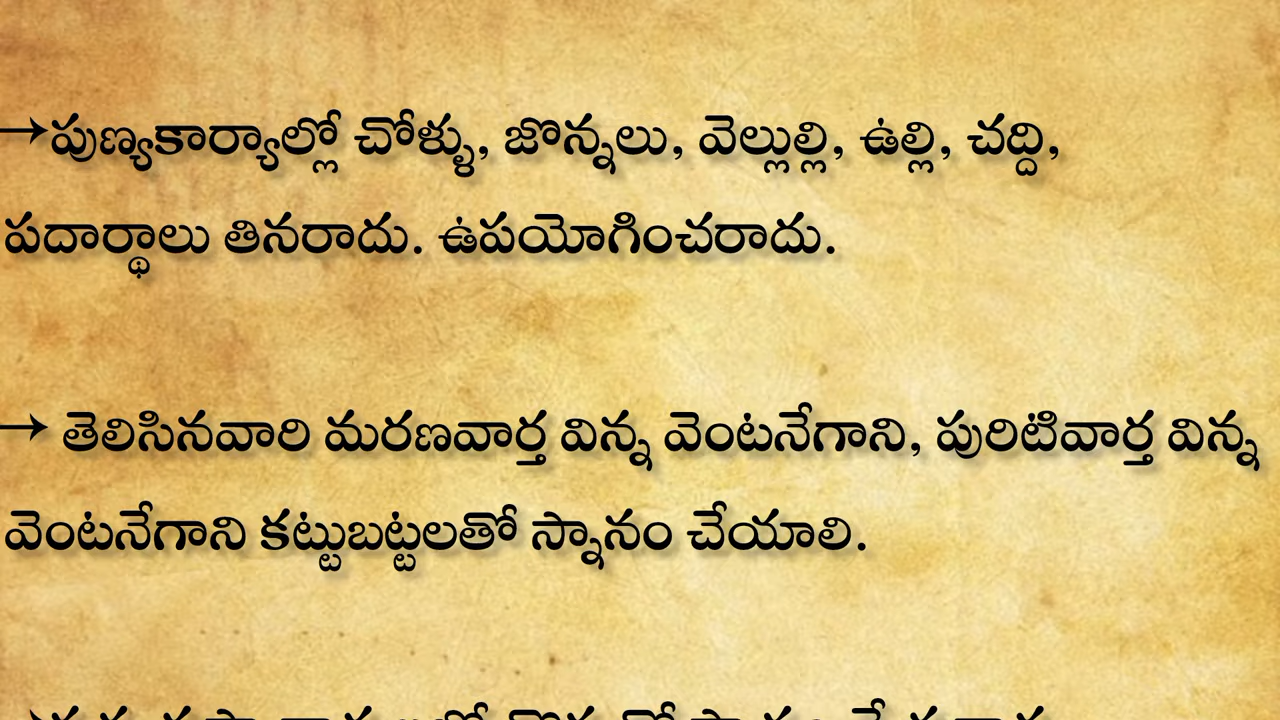 →పుణ్యకార్యాల్లో చోళ్ళు, జొన్నలు, వెల్లుల్లి, ఉల్లి, చద్ది,
పదార్థాలు తినరాదు. ఉపయోగించరాదు.
→ తెలిసినవారి మరణవార్త విన్న వెంటనేగాని, పురిటివార్త విన్న
వెంటనేగాని కట్టుబట్టలతో స్నానం చేయాలి.